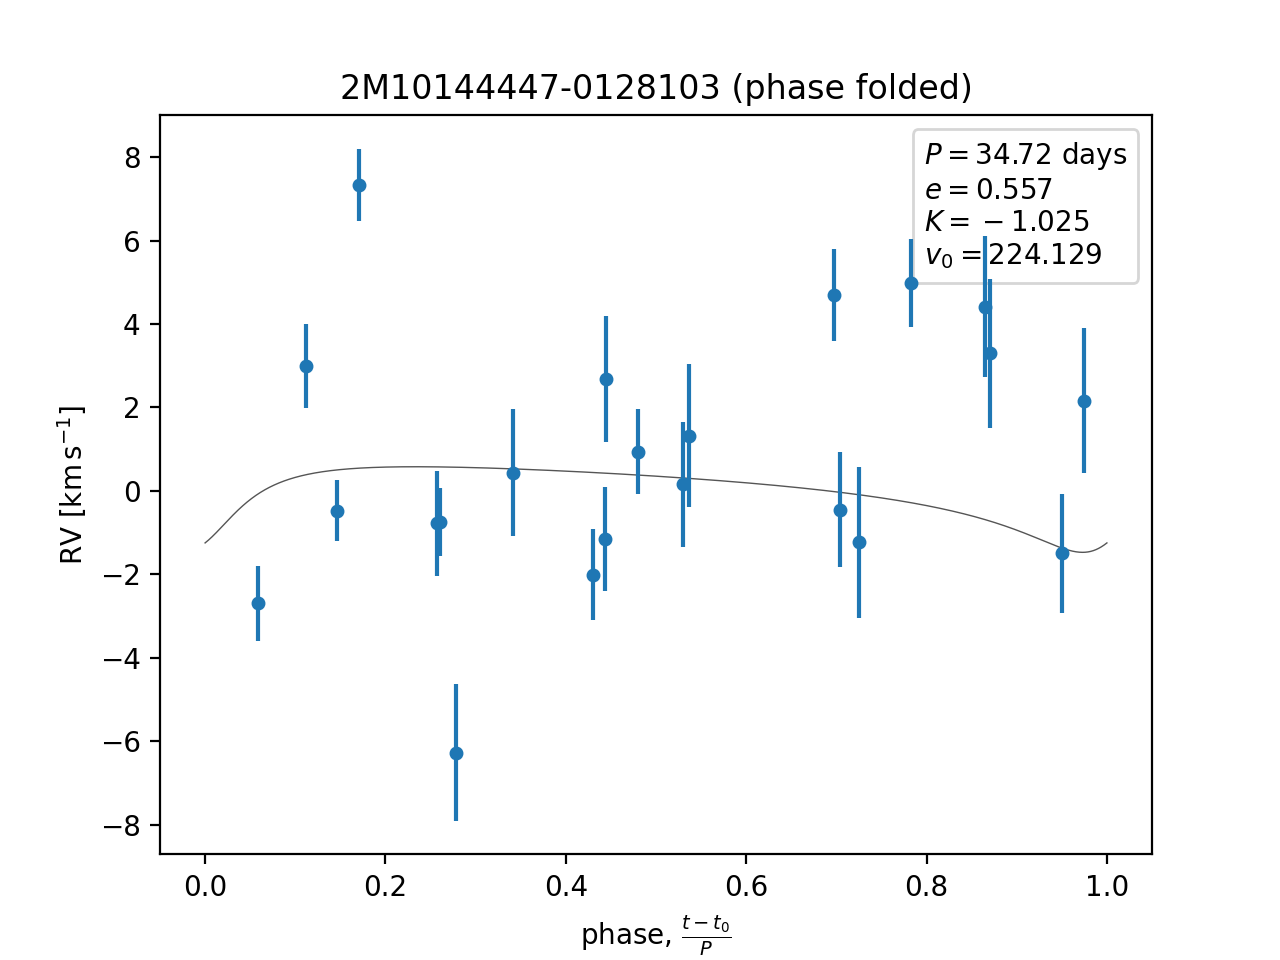 2M10144447-0128103 (phase folded)
P = 34.72 days
e = 0.557
K = −1.025
v₀ = 224.129
8
6
4
2
0
−2
−4
−6
−8
RV [km s⁻¹]
0.0 0.2 0.4 0.6 0.8 1.0
phase, (t − t₀)/P